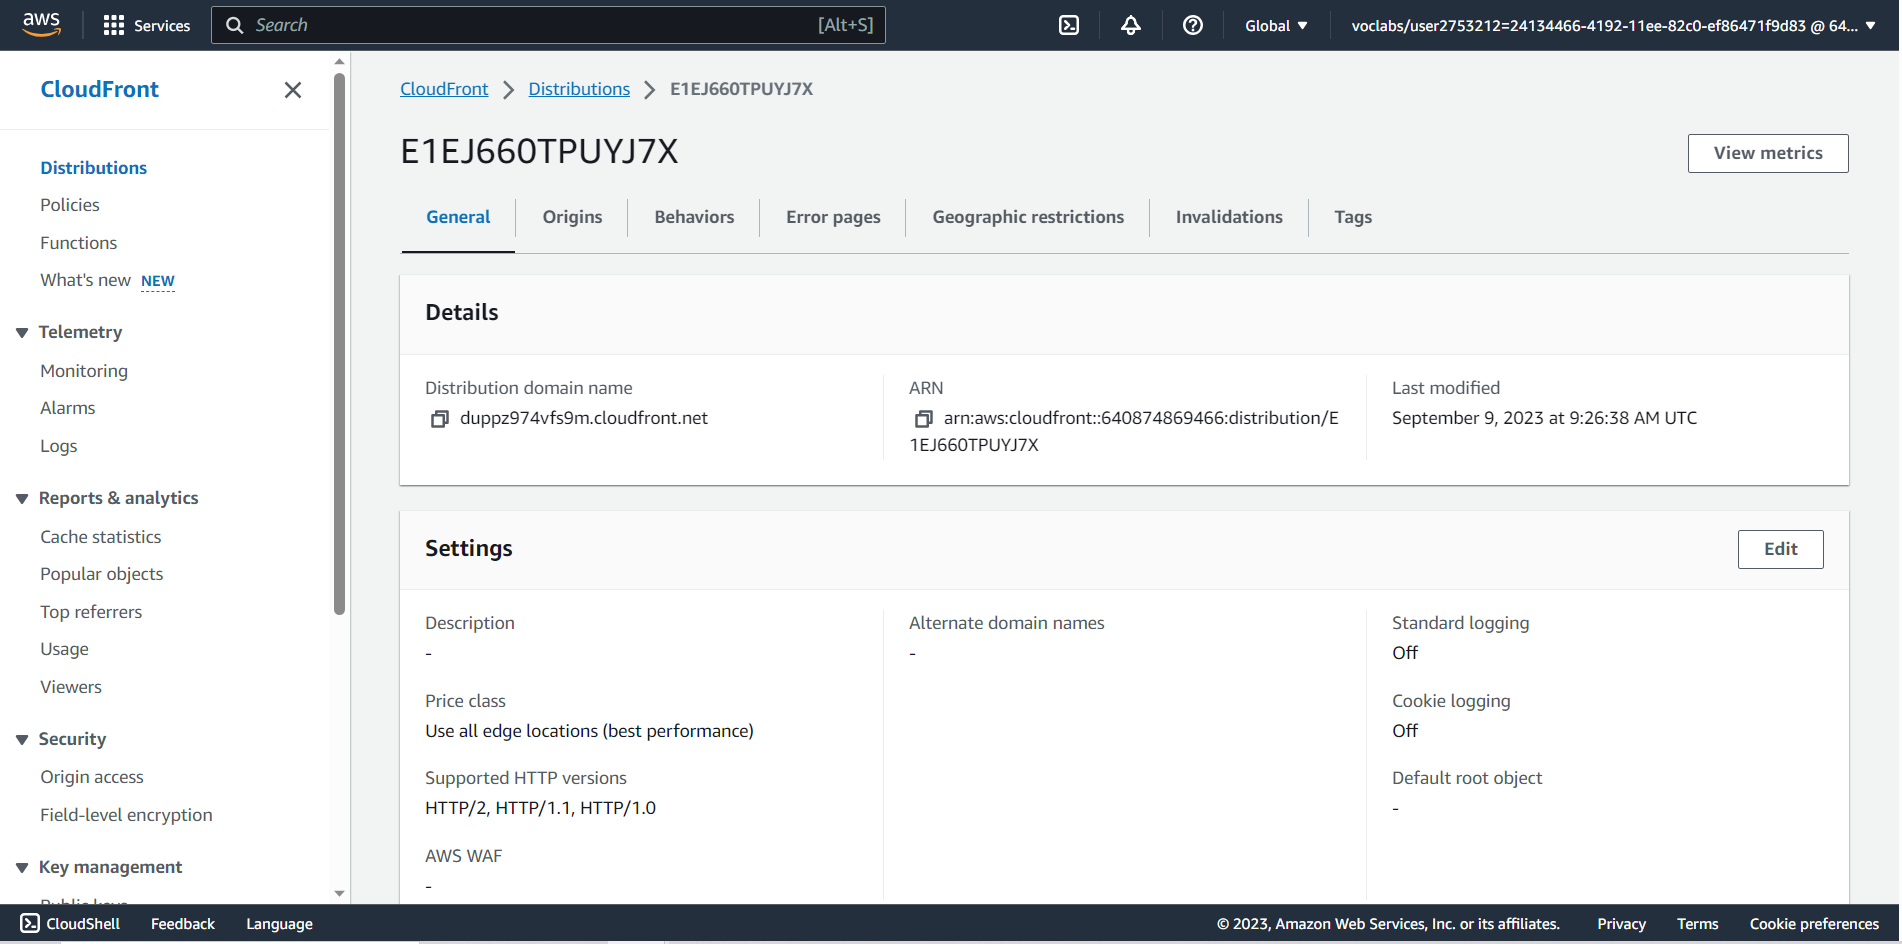 aws
Services
Search
[Alt+S]
Global
voclabs/user2753212=24134466-4192-11ee-82c0-ef86471f9d83 @ 64...
CloudFront
Distributions
Policies
Functions
What's new NEW
Telemetry
Monitoring
Alarms
Logs
Reports & analytics
Cache statistics
Popular objects
Top referrers
Usage
Viewers
Security
Origin access
Field-level encryption
Key management
CloudFront > Distributions > E1EJ660TPUYJ7X
E1EJ660TPUYJ7X
View metrics
General
Origins
Behaviors
Error pages
Geographic restrictions
Invalidations
Tags
Details
Distribution domain name
duppz974vfs9m.cloudfront.net
ARN
arn:aws:cloudfront::640874869466:distribution/E
1EJ660TPUYJ7X
Last modified
September 9, 2023 at 9:26:38 AM UTC
Settings
Edit
Description
-
Price class
Use all edge locations (best performance)
Supported HTTP versions
HTTP/2, HTTP/1.1, HTTP/1.0
AWS WAF
-
Alternate domain names
-
Standard logging
Off
Cookie logging
Off
Default root object
-
CloudShell
Feedback
Language
© 2023, Amazon Web Services, Inc. or its affiliates.
Privacy
Terms
Cookie preferences